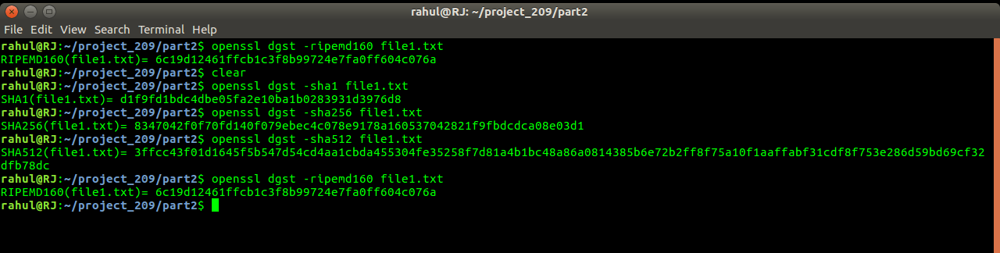 rahul@RJ: ~/project_209/part2
File Edit View Search Terminal Help
rahul@RJ:~/project_209/part2$ openssl dgst -ripemd160 file1.txt
RIPEMD160(file1.txt)= 6c19d12461ffcb1c3f8b99724e7fa0ff604c076a
rahul@RJ:~/project_209/part2$ clear
rahul@RJ:~/project_209/part2$ openssl dgst -sha1 file1.txt
SHA1(file1.txt)= d1f9fd1bdc4dbe05fa2e10ba1b0283931d3976d8
rahul@RJ:~/project_209/part2$ openssl dgst -sha256 file1.txt
SHA256(file1.txt)= 8347042f0f70fd140f079ebec4c078e9178a160537042821f9fbdcdca08e03d1
rahul@RJ:~/project_209/part2$ openssl dgst -sha512 file1.txt
SHA512(file1.txt)= 3ffcc43f01d1645f5b547d54cd4aa1cbda455304fe35258f7d81a4b1bc48a86a0814385b6e72b2ff8f75a10f1aaffabf31cdf8f753e286d59bd69cf32
dfb78dc
rahul@RJ:~/project_209/part2$ openssl dgst -ripemd160 file1.txt
RIPEMD160(file1.txt)= 6c19d12461ffcb1c3f8b99724e7fa0ff604c076a
rahul@RJ:~/project_209/part2$